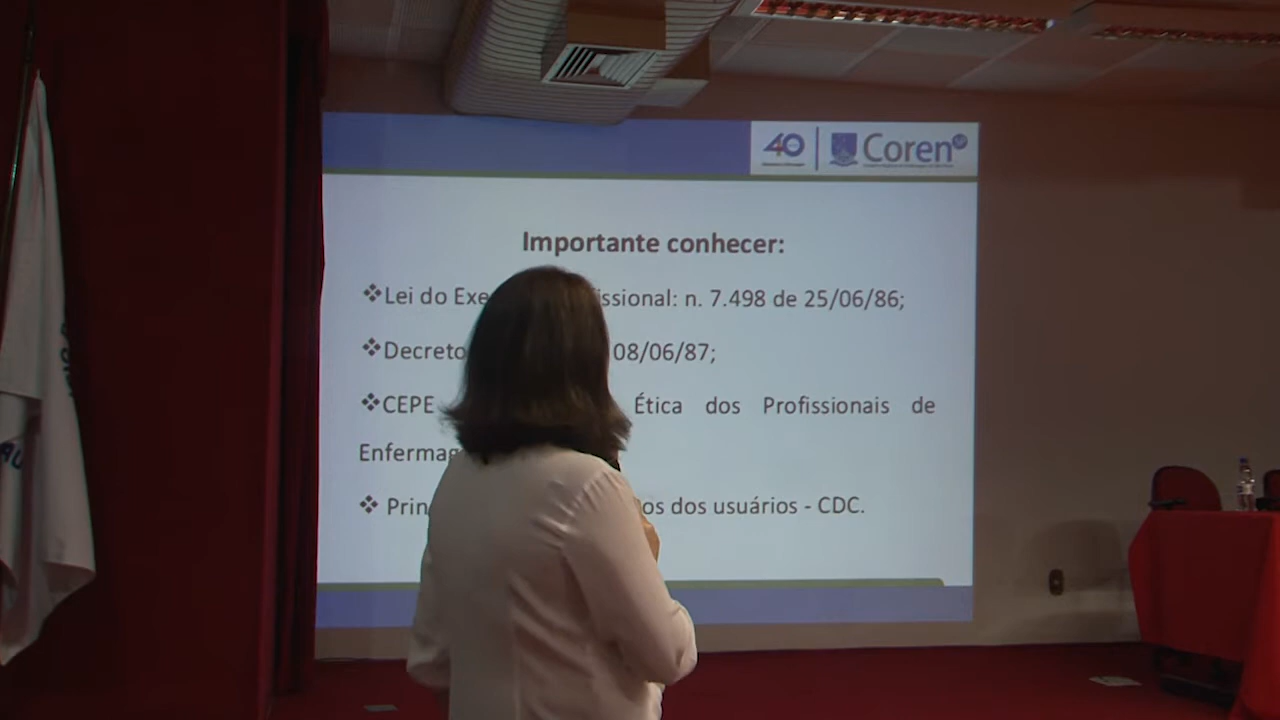 40
Coren SP
Importante conhecer:
❖Lei do issional: n. 7.498 de 25/06/86;
❖Decreto 08/06/87;
❖CEPE Ética dos Profissionais de
Enfermag
❖ Prin os dos usuários - CDC.